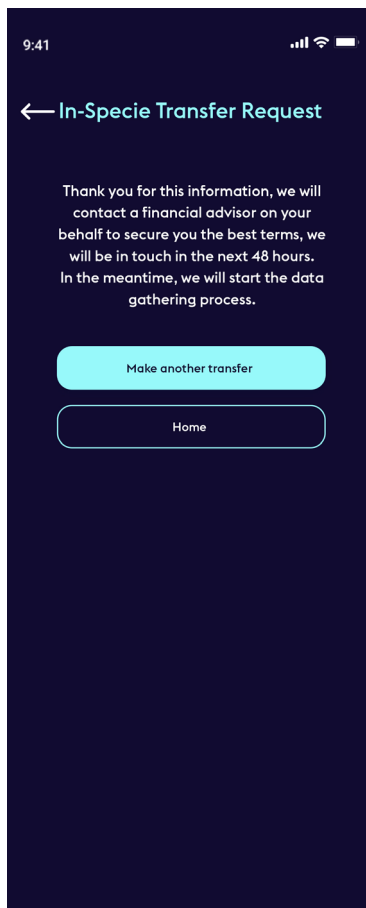 9:41
In-Specie Transfer Request
Thank you for this information, we will
contact a financial advisor on your
behalf to secure you the best terms, we
will be in touch in the next 48 hours.
In the meantime, we will start the data
gathering process.
Make another transfer
Home